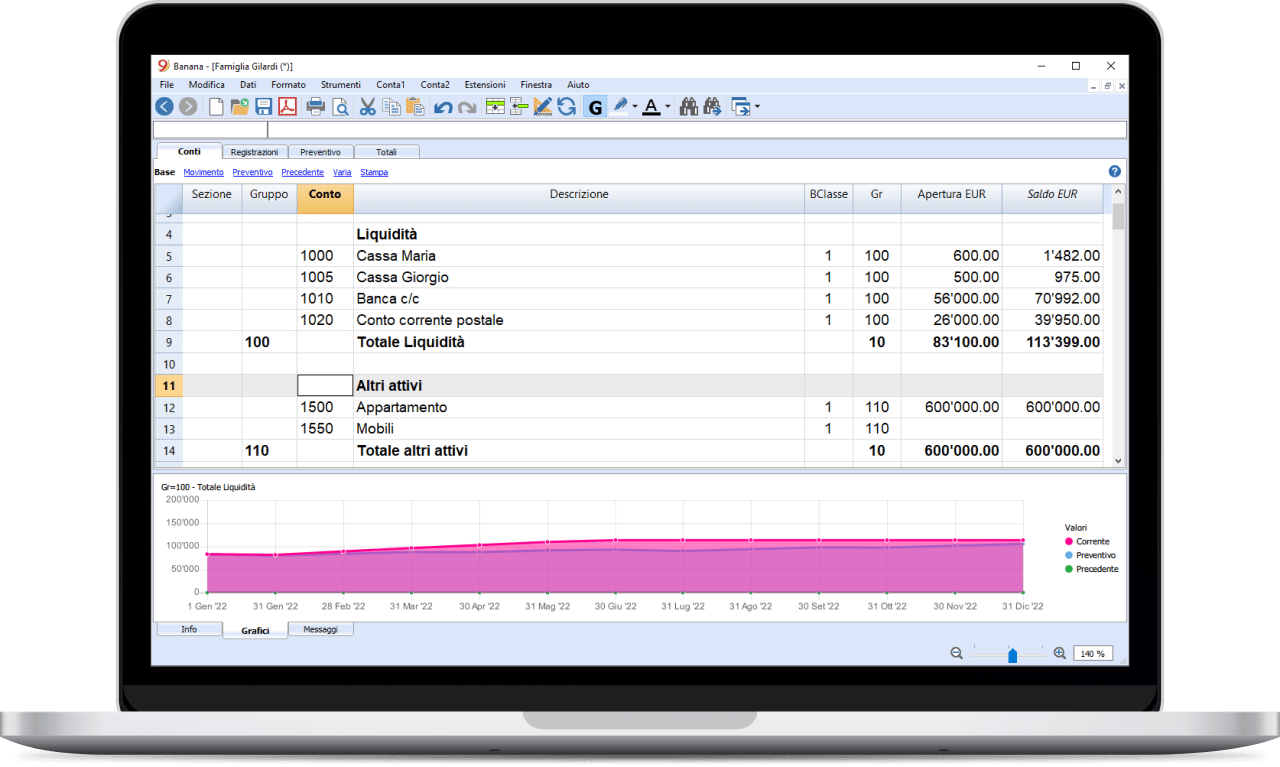 9 Banana - [Famiglia Gilardi (*)]
File Modifica Dati Formato Strumenti Conta1 Conta2 Estensioni Finestra Aiuto
G A
Conti Registrazioni Preventivo Totali
Base Movimento Preventivo Precedente Varia Stampa ?
Sezione Gruppo Conto Descrizione BClasse Gr Apertura EUR Saldo EUR
4 Liquidità
5 1000 Cassa Maria 1 100 600.00 1'482.00
6 1005 Cassa Giorgio 1 100 500.00 975.00
7 1010 Banca c/c 1 100 56'000.00 70'992.00
8 1020 Conto corrente postale 1 100 26'000.00 39'950.00
9 100 Totale Liquidità 10 83'100.00 113'399.00
10
11 Altri attivi
12 1500 Appartamento 1 110 600'000.00 600'000.00
13 1550 Mobili 1 110
14 110 Totale altri attivi 10 600'000.00 600'000.00
Gr=100 - Totale Liquidità
200'000
150'000
100'000
50'000
0
1 Gen '22 31 Gen '22 28 Feb '22 31 Mar '22 30 Apr '22 31 Mag '22 30 Giu '22 31 Lug '22 31 Ago '22 30 Set '22 31 Ott '22 30 Nov '22 31 Dic '22
Valori
Corrente
Preventivo
Precedente
Info Grafici Messaggi
140 %